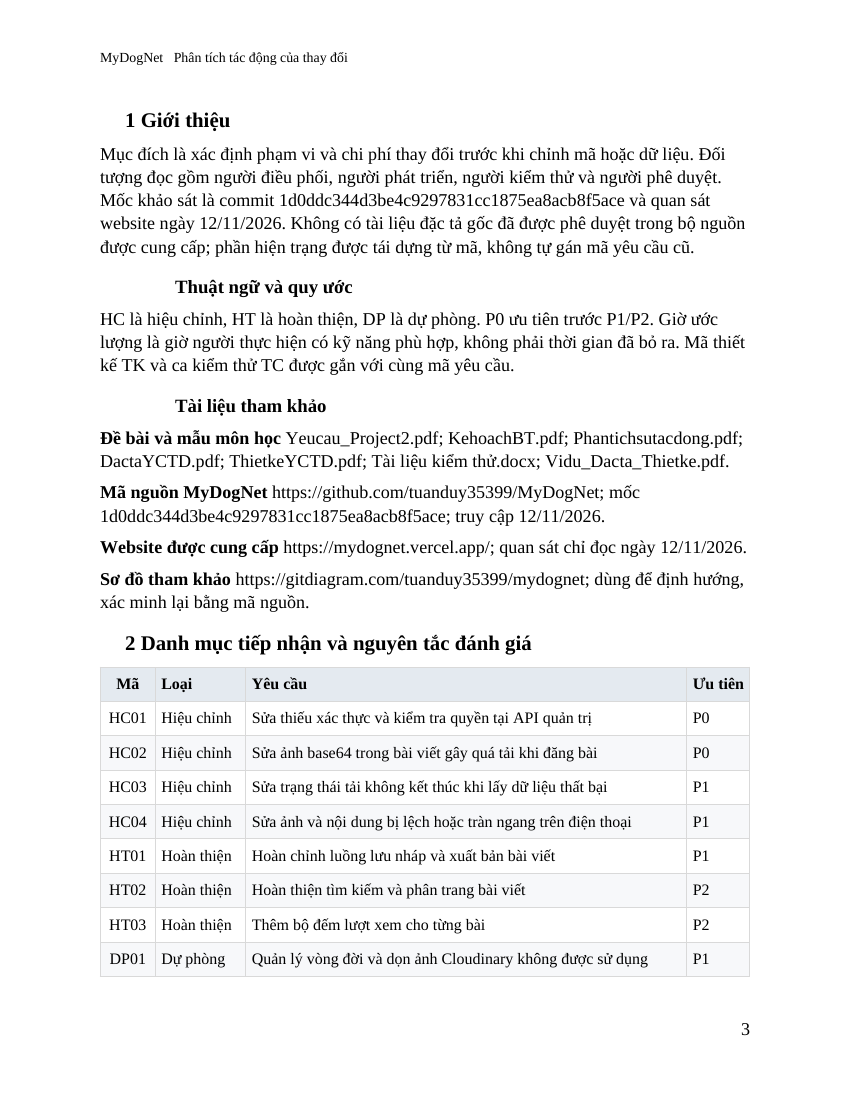 MyDogNet Phân tích tác động của thay đổi
1 Giới thiệu
Mục đích là xác định phạm vi và chi phí thay đổi trước khi chỉnh mã hoặc dữ liệu. Đối
tượng đọc gồm người điều phối, người phát triển, người kiểm thử và người phê duyệt.
Mốc khảo sát là commit 1d0ddc344d3be4c9297831cc1875ea8acb8f5ace và quan sát
website ngày 12/11/2026. Không có tài liệu đặc tả gốc đã được phê duyệt trong bộ nguồn
được cung cấp; phần hiện trạng được tái dựng từ mã, không tự gán mã yêu cầu cũ.
Thuật ngữ và quy ước
HC là hiệu chỉnh, HT là hoàn thiện, DP là dự phòng. P0 ưu tiên trước P1/P2. Giờ ước
lượng là giờ người thực hiện có kỹ năng phù hợp, không phải thời gian đã bỏ ra. Mã thiết
kế TK và ca kiểm thử TC được gắn với cùng mã yêu cầu.
Tài liệu tham khảo
Đề bài và mẫu môn học Yeucau_Project2.pdf; KehoachBT.pdf; Phantichsutacdong.pdf;
DactaYCTD.pdf; ThietkeYCTD.pdf; Tài liệu kiểm thử.docx; Vidu_Dacta_Thietke.pdf.
Mã nguồn MyDogNet https://github.com/tuanduy35399/MyDogNet; mốc
1d0ddc344d3be4c9297831cc1875ea8acb8f5ace; truy cập 12/11/2026.
Website được cung cấp https://mydognet.vercel.app/; quan sát chỉ đọc ngày 12/11/2026.
Sơ đồ tham khảo https://gitdiagram.com/tuanduy35399/mydognet; dùng để định hướng,
xác minh lại bằng mã nguồn.
2 Danh mục tiếp nhận và nguyên tắc đánh giá
Mã Loại Yêu cầu Ưu tiên
HC01 Hiệu chỉnh Sửa thiếu xác thực và kiểm tra quyền tại API quản trị P0
HC02 Hiệu chỉnh Sửa ảnh base64 trong bài viết gây quá tải khi đăng bài P0
HC03 Hiệu chỉnh Sửa trạng thái tải không kết thúc khi lấy dữ liệu thất bại P1
HC04 Hiệu chỉnh Sửa ảnh và nội dung bị lệch hoặc tràn ngang trên điện thoại P1
HT01 Hoàn thiện Hoàn chỉnh luồng lưu nháp và xuất bản bài viết P1
HT02 Hoàn thiện Hoàn thiện tìm kiếm và phân trang bài viết P2
HT03 Hoàn thiện Thêm bộ đếm lượt xem cho từng bài P2
DP01 Dự phòng Quản lý vòng đời và dọn ảnh Cloudinary không được sử dụng P1
3